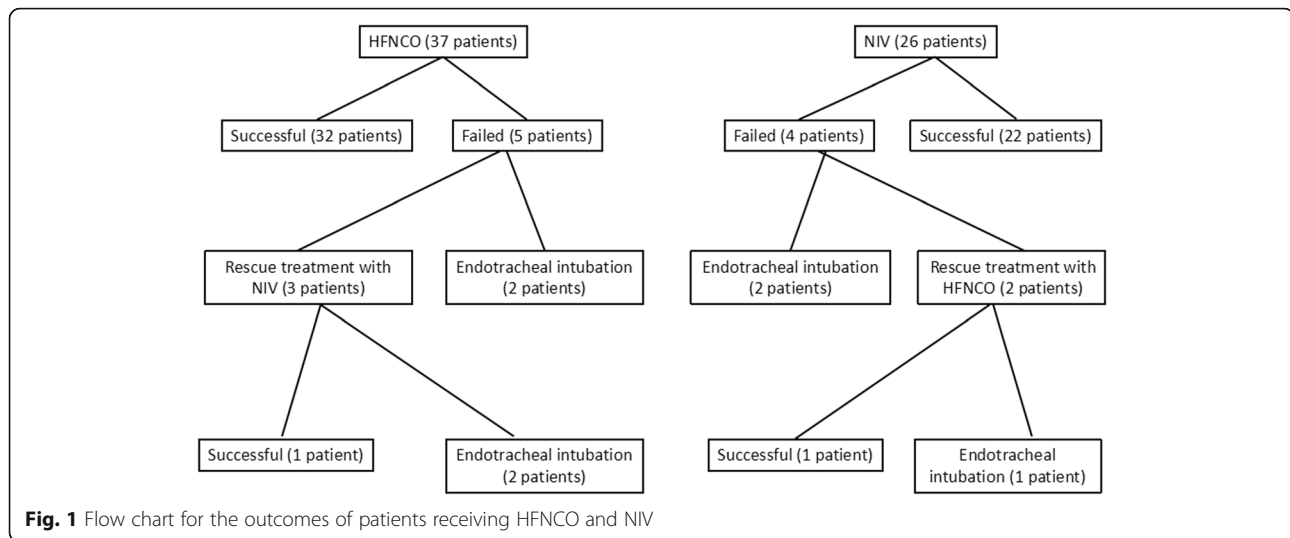 HFNCO (37 patients)
NIV (26 patients)
Successful (32 patients)
Failed (5 patients)
Failed (4 patients)
Successful (22 patients)
Rescue treatment with
NIV (3 patients)
Endotracheal intubation
(2 patients)
Endotracheal intubation
(2 patients)
Rescue treatment with
HFNCO (2 patients)
Successful (1 patient)
Endotracheal intubation
(2 patients)
Successful (1 patient)
Endotracheal
intubation (1 patient)
Fig. 1 Flow chart for the outcomes of patients receiving HFNCO and NIV